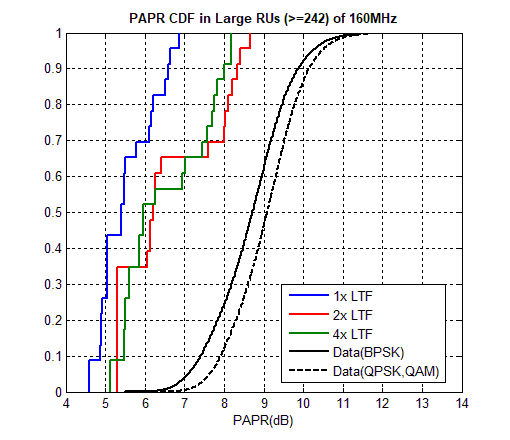 PAPR CDF in Large RUs (>=242) of 160MHz
1
0.9
0.8
0.7
0.6
0.5
0.4
0.3
0.2
0.1
0
1x LTF
2x LTF
4x LTF
Data(BPSK)
Data(QPSK,QAM)
4 5 6 7 8 9 10 11 12 13 14
PAPR(dB)